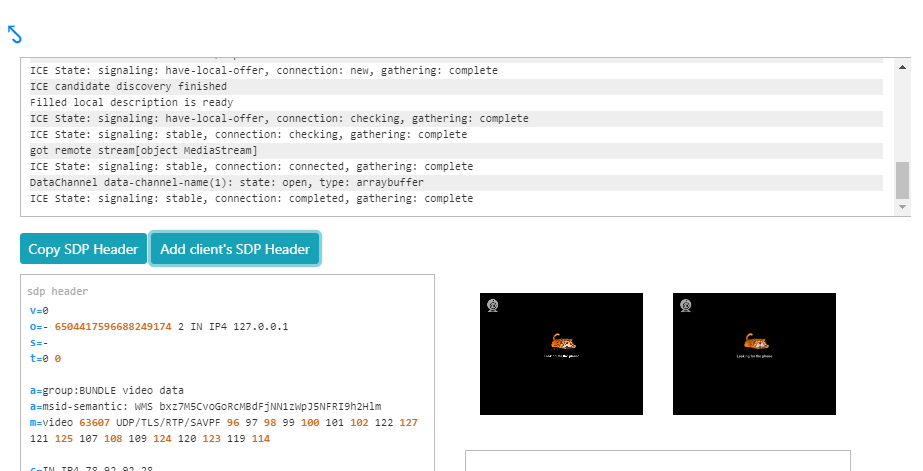 ICE State: signaling: have-local-offer, connection: new, gathering: complete
ICE candidate discovery finished
Filled local description is ready
ICE State: signaling: have-local-offer, connection: checking, gathering: complete
ICE State: signaling: stable, connection: checking, gathering: complete
got remote stream[object MediaStream]
ICE State: signaling: stable, connection: connected, gathering: complete
DataChannel data-channel-name(1): state: open, type: arraybuffer
ICE State: signaling: stable, connection: completed, gathering: complete
Copy SDP Header
Add client's SDP Header
sdp header
v=0
o=- 6504417596688249174 2 IN IP4 127.0.0.1
s=-
t=0 0
a=group:BUNDLE video data
a=msid-semantic: WMS bxz7M5CvoGoRcMBdFjNN1zWpJ5NFRI9h2Hlm
m=video 63607 UDP/TLS/RTP/SAVPF 96 97 98 99 100 101 102 122 127
121 125 107 108 109 124 120 123 119 114
c=IN IP4 78.92.92.28
Looking for the phone
Looking for the phone